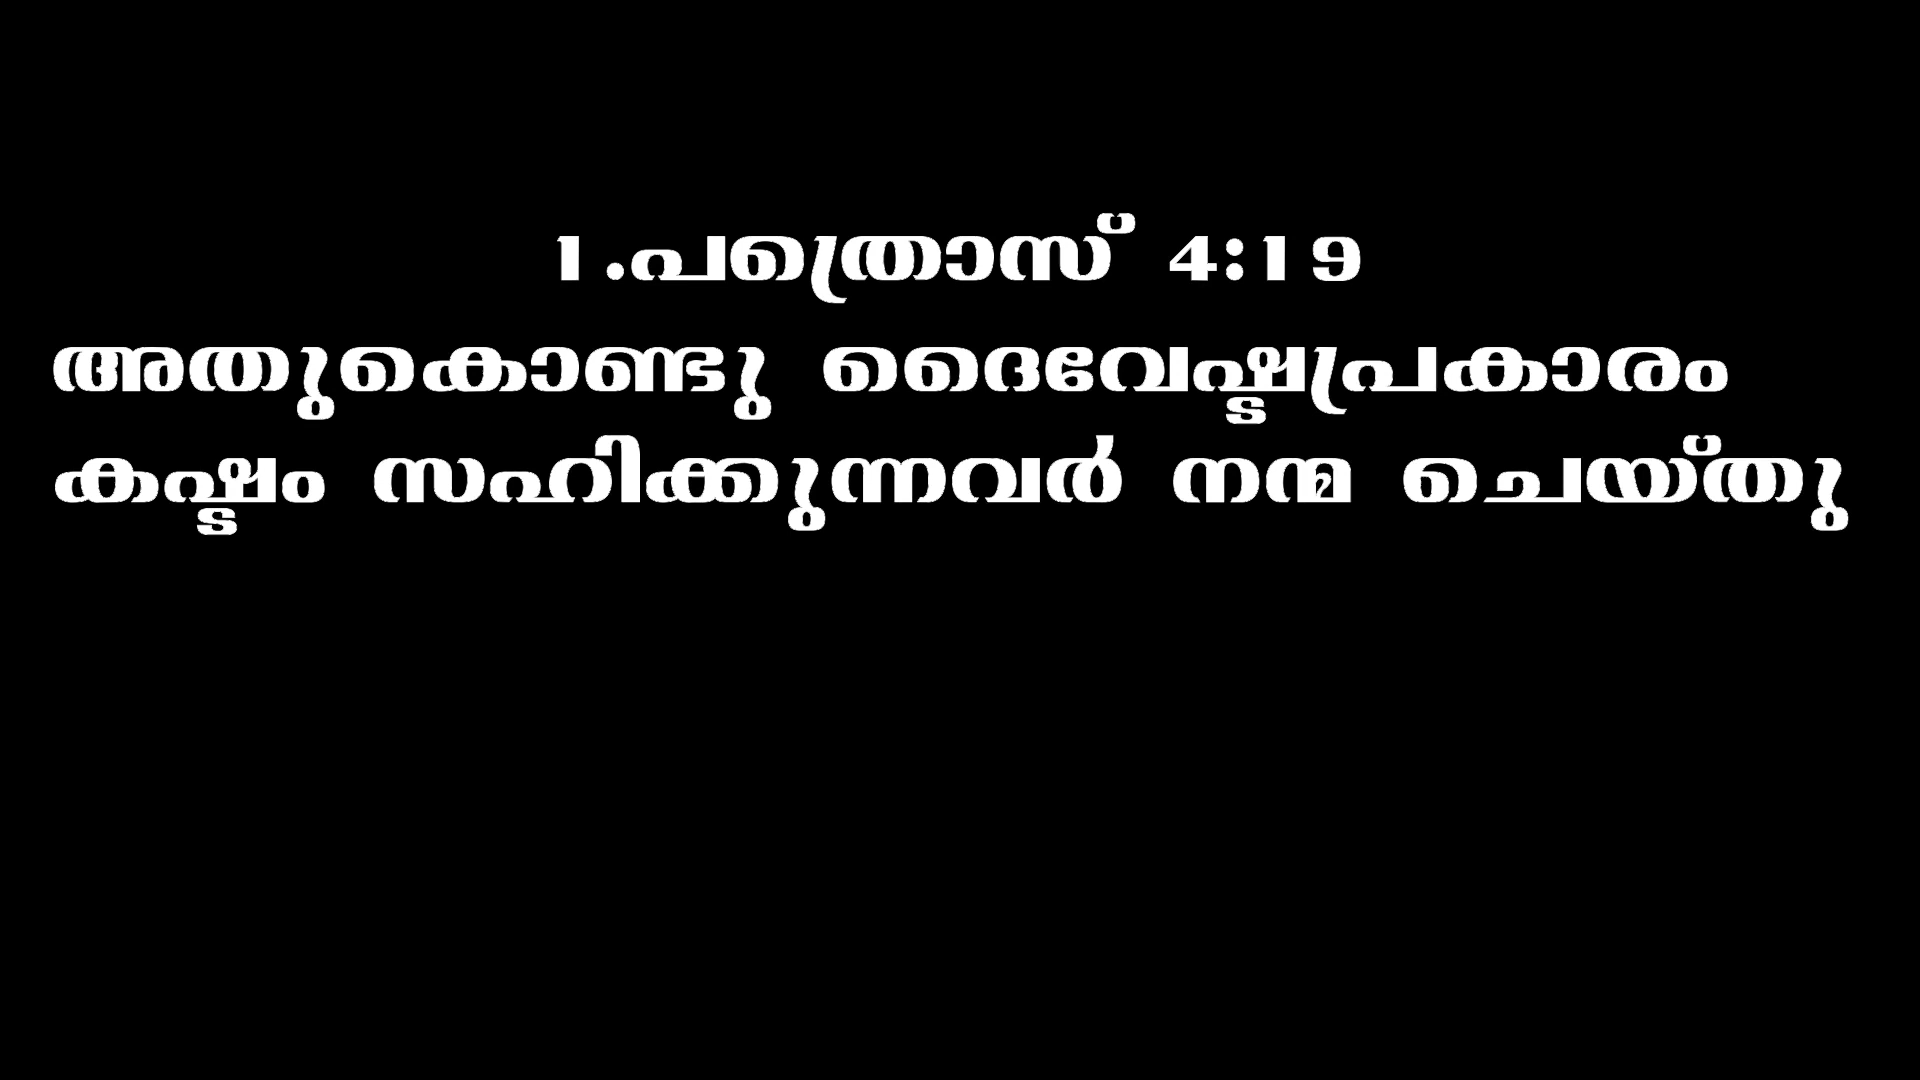 1.പത്രൊസ് 4:19
അതുകൊണ്ടു ദൈവേഷ്ടപ്രകാരം
കഷ്ടം സഹിക്കുന്നവർ നന്മ ചെയ്തു